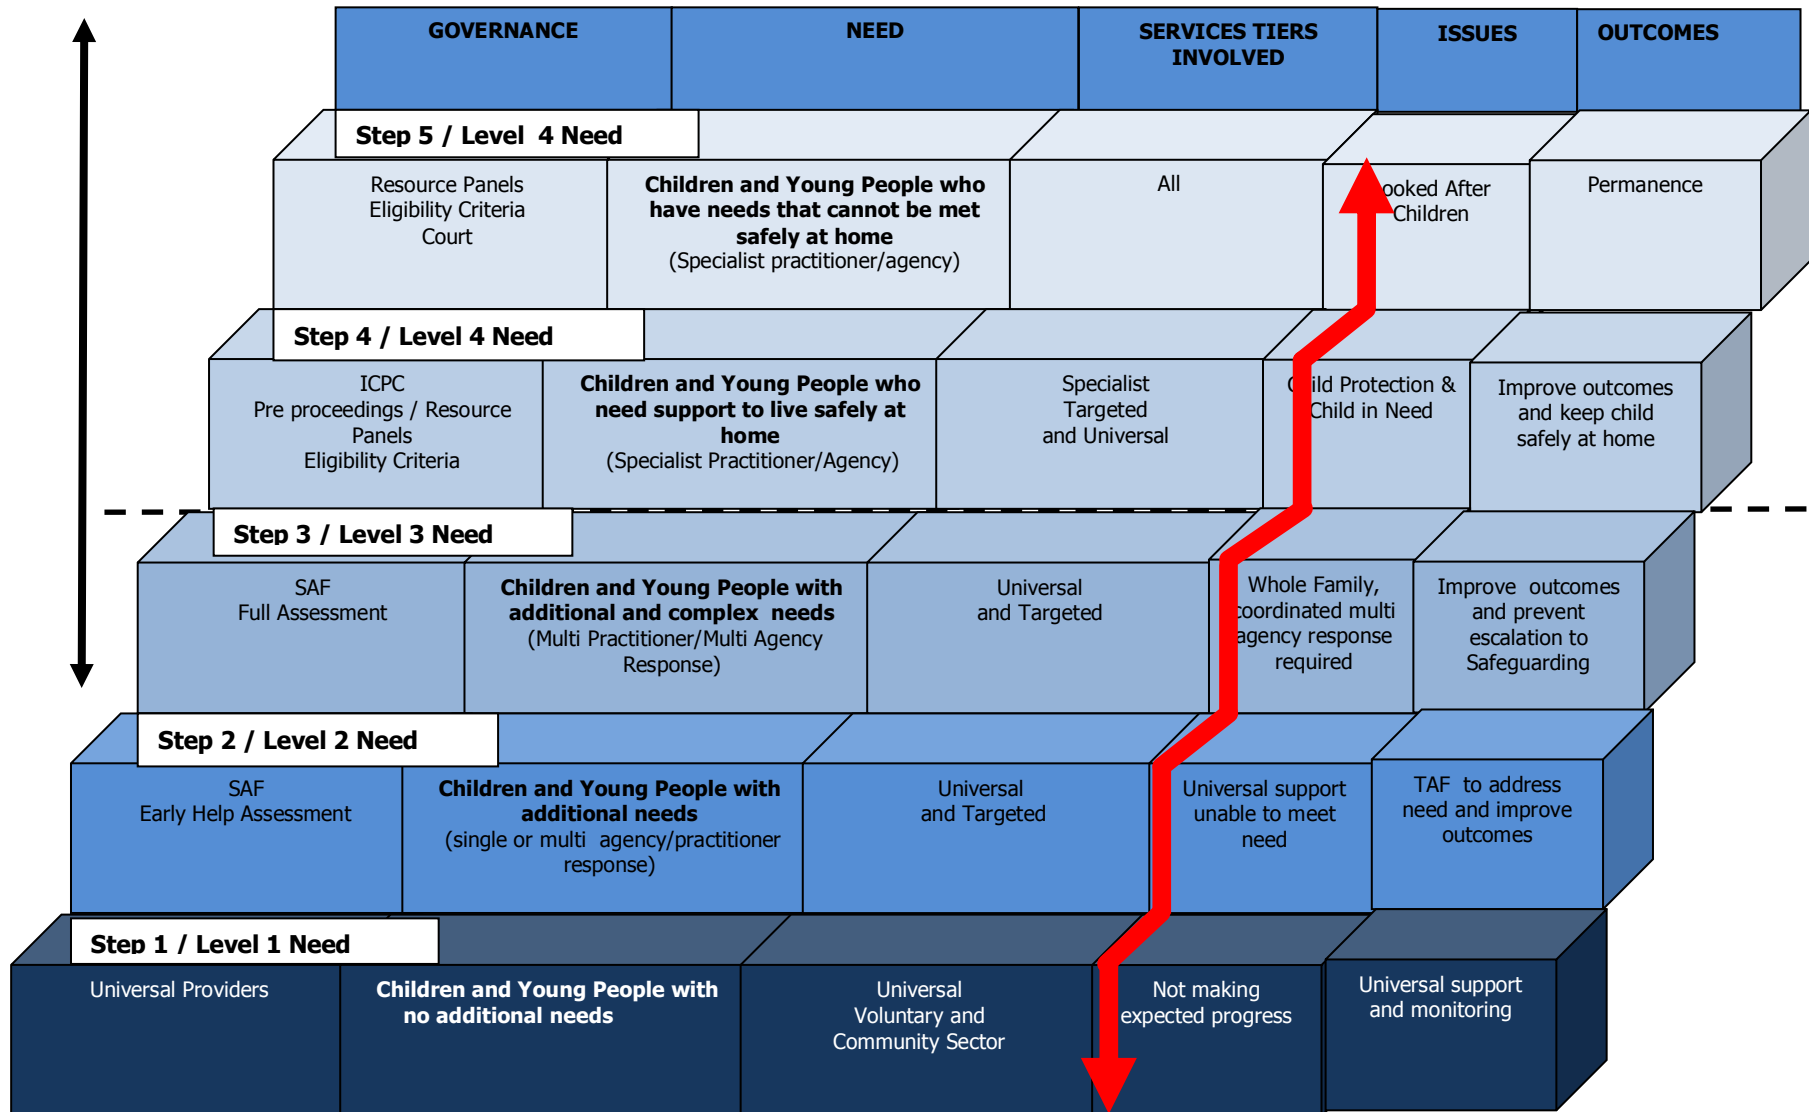 GOVERNANCE
NEED
SERVICES TIERS
INVOLVED
ISSUES
OUTCOMES
Step 5 / Level 4 Need
Resource Panels
Eligibility Criteria
Court
Children and Young People who
have needs that cannot be met
safely at home
(Specialist practitioner/agency)
All
ooked After
Children
Permanence
Step 4 / Level 4 Need
ICPC
Pre proceedings / Resource
Panels
Eligibility Criteria
Children and Young People who
need support to live safely at
home
(Specialist Practitioner/Agency)
Specialist
Targeted
and Universal
Child Protection &
Child in Need
Improve outcomes
and keep child
safely at home
Step 3 / Level 3 Need
SAF
Full Assessment
Children and Young People with
additional and complex needs
(Multi Practitioner/Multi Agency
Response)
Universal
and Targeted
Whole Family,
coordinated multi
agency response
required
Improve outcomes
and prevent
escalation to
Safeguarding
Step 2 / Level 2 Need
SAF
Early Help Assessment
Children and Young People with
additional needs
(single or multi agency/practitioner
response)
Universal
and Targeted
Universal support
unable to meet
need
TAF to address
need and improve
outcomes
Step 1 / Level 1 Need
Universal Providers
Children and Young People with
no additional needs
Universal
Voluntary and
Community Sector
Not making
expected progress
Universal support
and monitoring